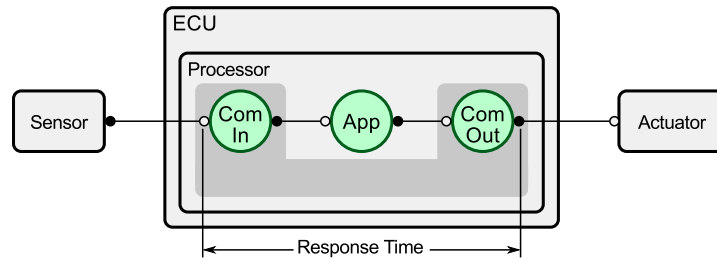 ECU
Processor
Sensor
Com
In
App
Com
Out
Actuator
Response Time